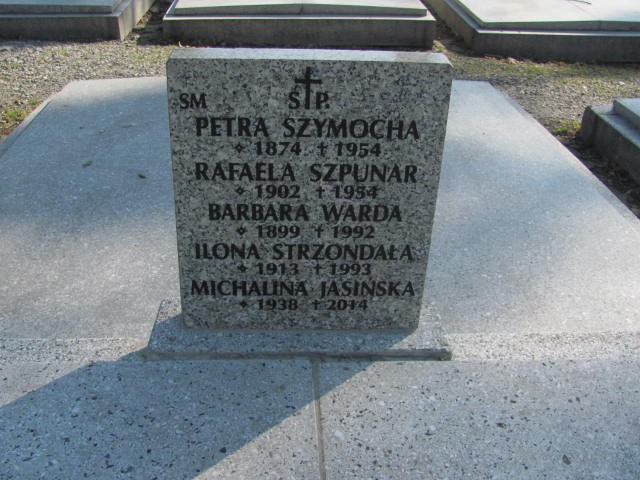 SM Ś✝P.
PETRA SZYMOCHA
* 1874 ✝ 1954
RAFAELA SZPUNAR
* 1902 ✝ 1954
BARBARA WARDA
* 1899 ✝ 1992
ILONA STRZONDAŁA
* 1913 ✝ 1993
MICHALINA JASIŃSKA
* 1938 ✝ 2014